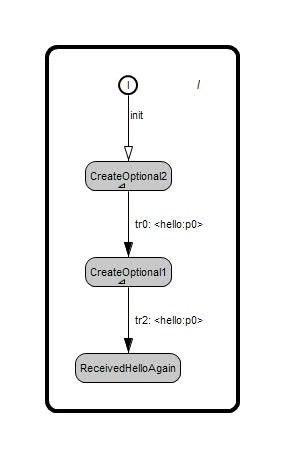 I
/
init
CreateOptional2
tr0: <hello:p0>
CreateOptional1
tr2: <hello:p0>
ReceivedHelloAgain